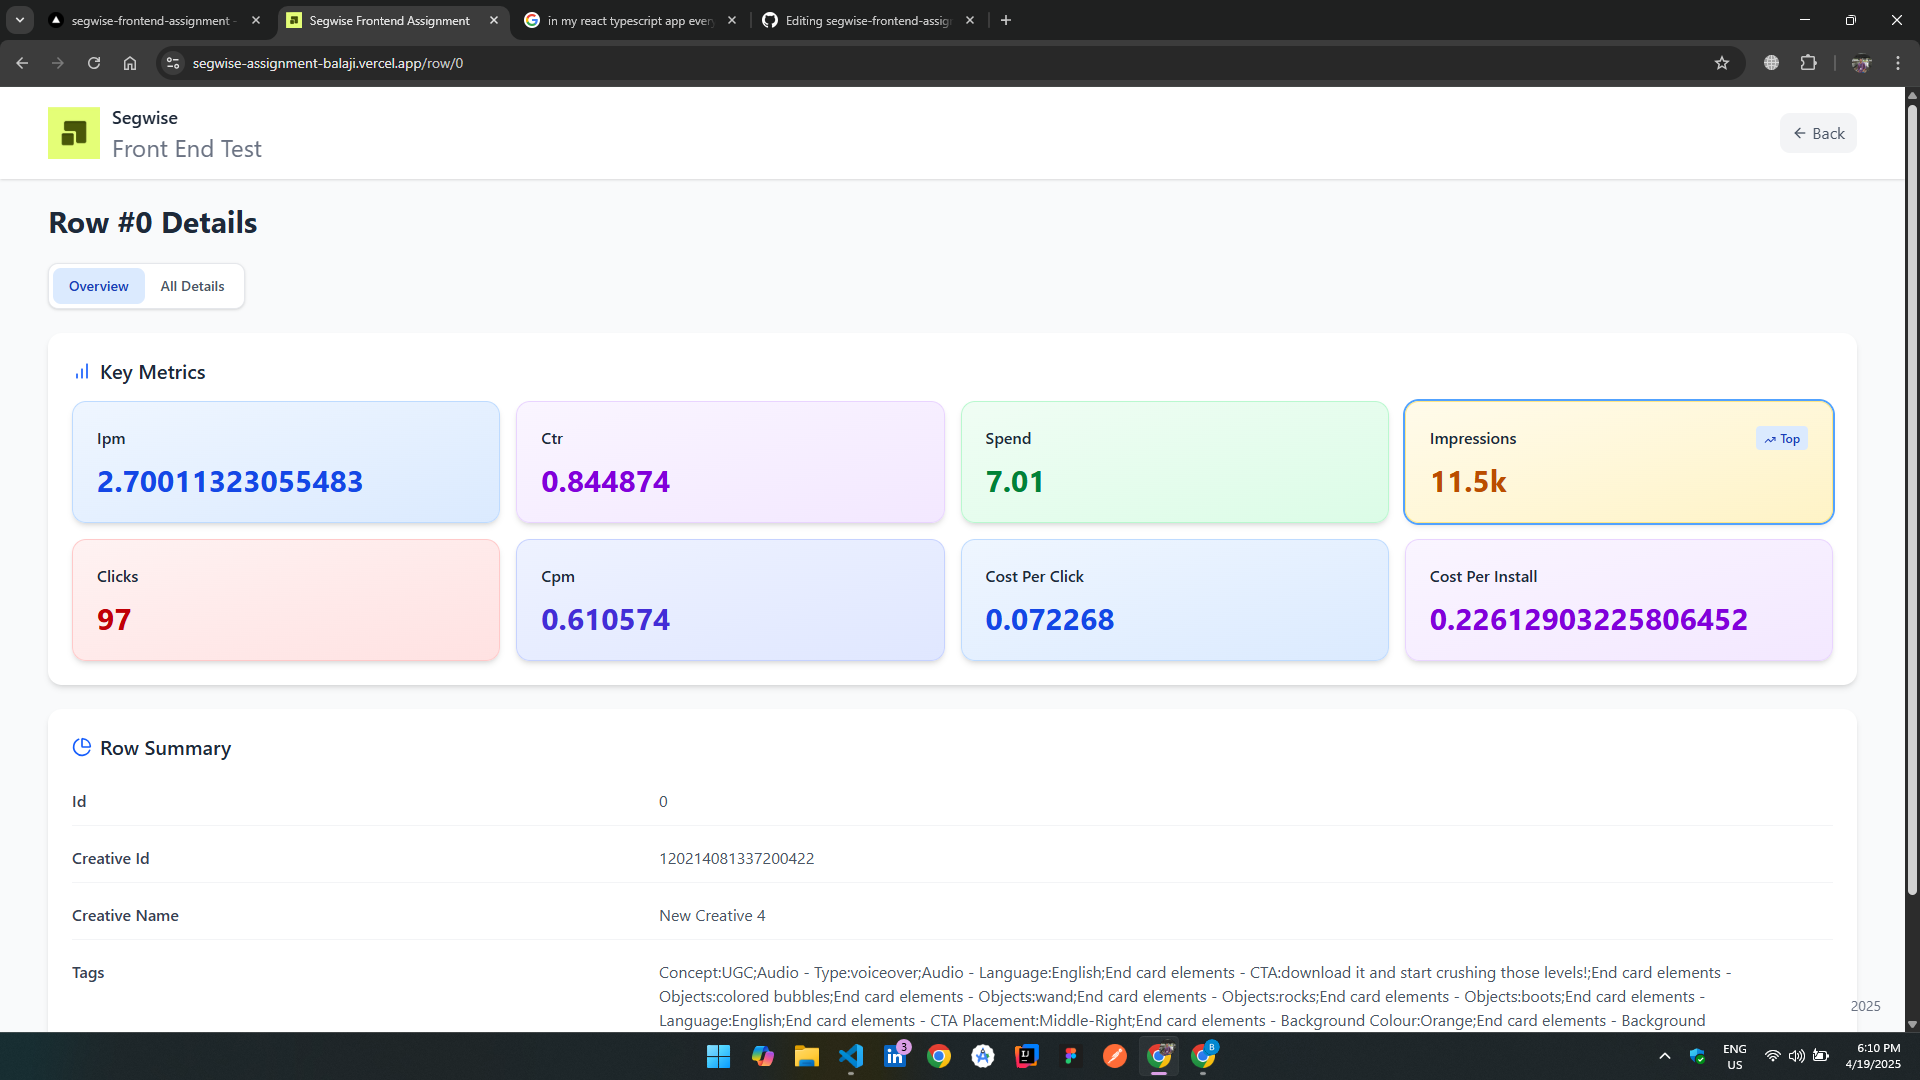 segwise-frontend-assignment -
Segwise Frontend Assignment
in my react typescript app every
Editing segwise-frontend-assig
segwise-assignment-balaji.vercel.app/row/0
Segwise
Front End Test
Back
Row #0 Details
Overview
All Details
Key Metrics
Ipm
2.70011323055483
Ctr
0.844874
Spend
7.01
Impressions
Top
11.5k
Clicks
97
Cpm
0.610574
Cost Per Click
0.072268
Cost Per Install
0.22612903225806452
Row Summary
Id
0
Creative Id
120214081337200422
Creative Name
New Creative 4
Tags
Concept:UGC;Audio - Type:voiceover;Audio - Language:English;End card elements - CTA:download it and start crushing those levels!;End card elements -
Objects:colored bubbles;End card elements - Objects:wand;End card elements - Objects:rocks;End card elements - Objects:boots;End card elements -
Language:English;End card elements - CTA Placement:Middle-Right;End card elements - Background Colour:Orange;End card elements - Background
2025
3
B
ENG
US
6:10 PM
4/19/2025